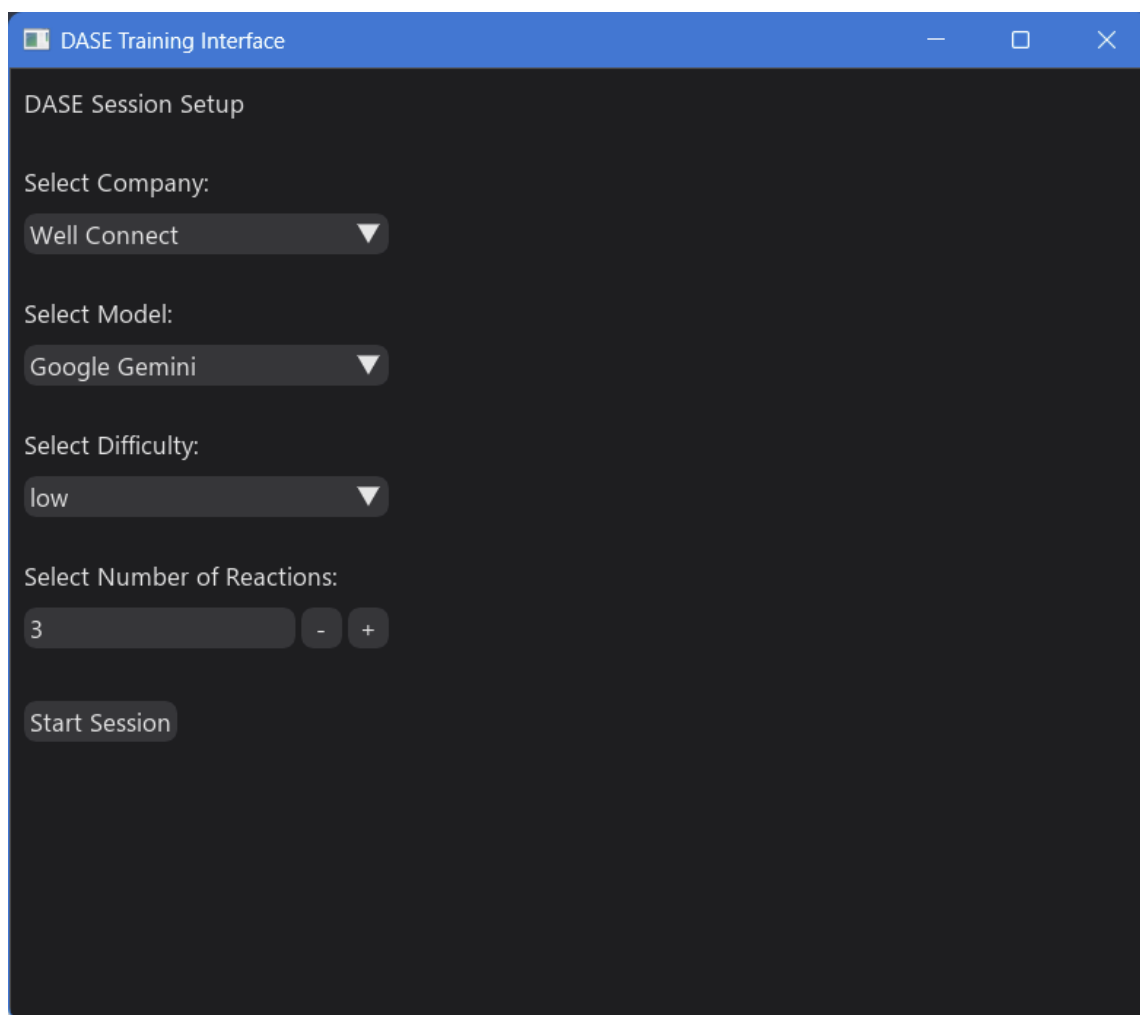 DASE Training Interface
DASE Session Setup
Select Company:
Well Connect
Select Model:
Google Gemini
Select Difficulty:
low
Select Number of Reactions:
3 - +
Start Session